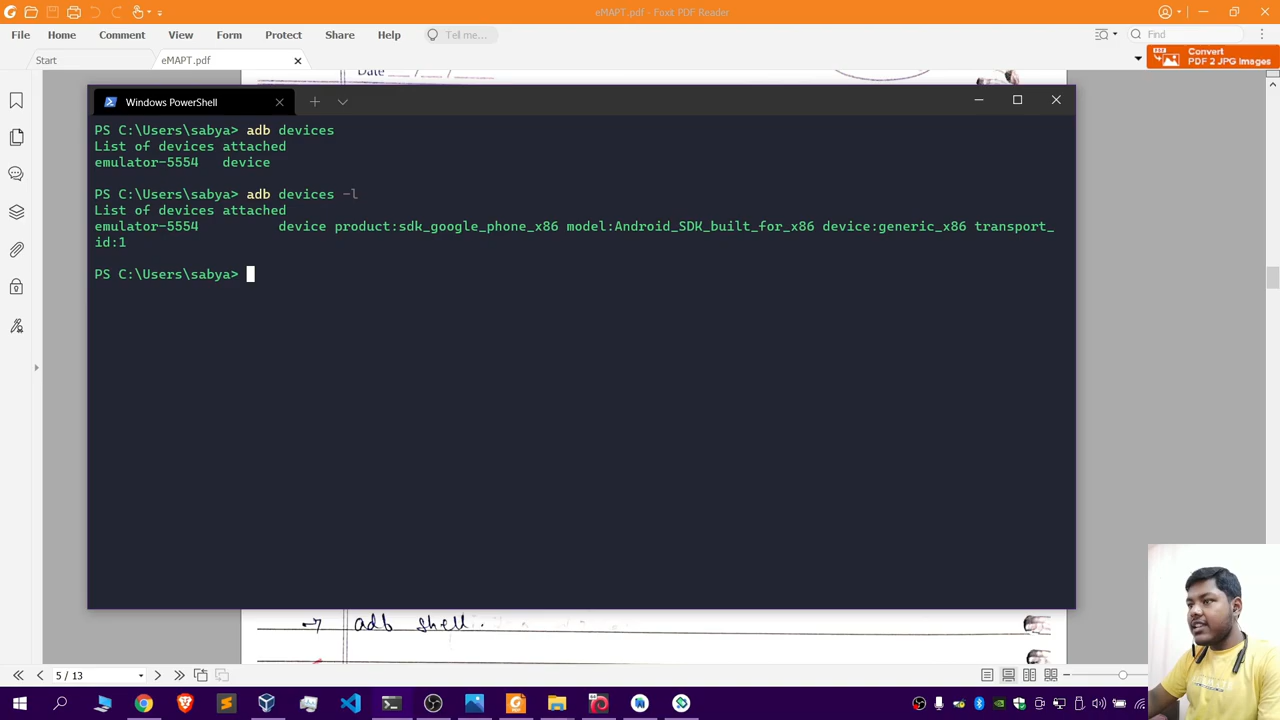 eMAPT.pdf - Foxit PDF Reader
File Home Comment View Form Protect Share Help Tell me... Find
Start eMAPT.pdf
Convert
PDF 2 JPG Images
Date
Windows PowerShell
PS C:\Users\sabya> adb devices
List of devices attached
emulator-5554 device
PS C:\Users\sabya> adb devices -l
List of devices attached
emulator-5554 device product:sdk_google_phone_x86 model:Android_SDK_built_for_x86 device:generic_x86 transport_
id:1
PS C:\Users\sabya>
→ adb shell.
5 / 13